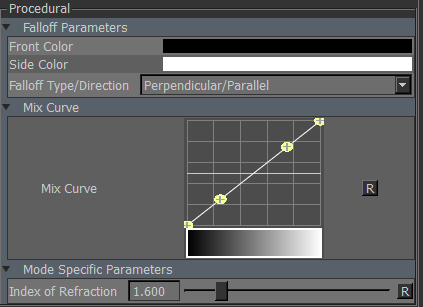 Procedural
Falloff Parameters
Front Color
Side Color
Falloff Type/Direction Perpendicular/Parallel
Mix Curve
Mix Curve R
Mode Specific Parameters
Index of Refraction 1.600 R